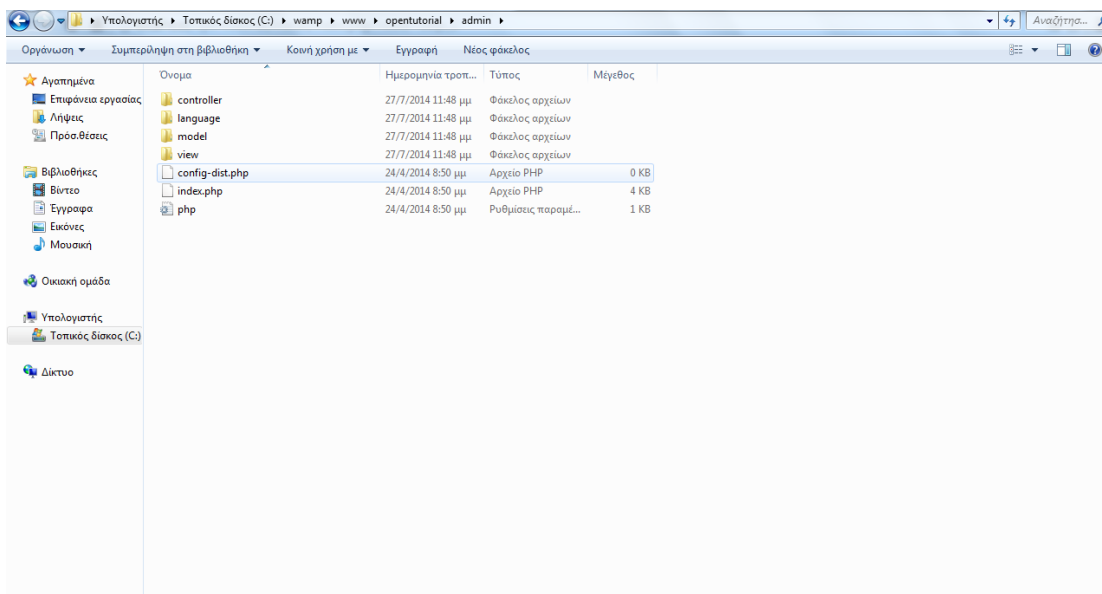 Υπολογιστής ▸ Τοπικός δίσκος (C:) ▸ wamp ▸ www ▸ opentutorial ▸ admin ▸ Αναζήτησ...
Οργάνωση Συμπερίληψη στη βιβλιοθήκη Κοινή χρήση με Εγγραφή Νέος φάκελος
Αγαπημένα
Επιφάνεια εργασίας
Λήψεις
Πρόσ.θέσεις
Βιβλιοθήκες
Βίντεο
Έγγραφα
Εικόνες
Μουσική
Οικιακή ομάδα
Υπολογιστής
Τοπικός δίσκος (C:)
Δίκτυο
Όνομα Ημερομηνία τροπ... Τύπος Μέγεθος
controller 27/7/2014 11:48 μμ Φάκελος αρχείων
language 27/7/2014 11:48 μμ Φάκελος αρχείων
model 27/7/2014 11:48 μμ Φάκελος αρχείων
view 27/7/2014 11:48 μμ Φάκελος αρχείων
config-dist.php 24/4/2014 8:50 μμ Αρχείο PHP 0 KB
index.php 24/4/2014 8:50 μμ Αρχείο PHP 4 KB
php 24/4/2014 8:50 μμ Ρυθμίσεις παραμέ... 1 KB